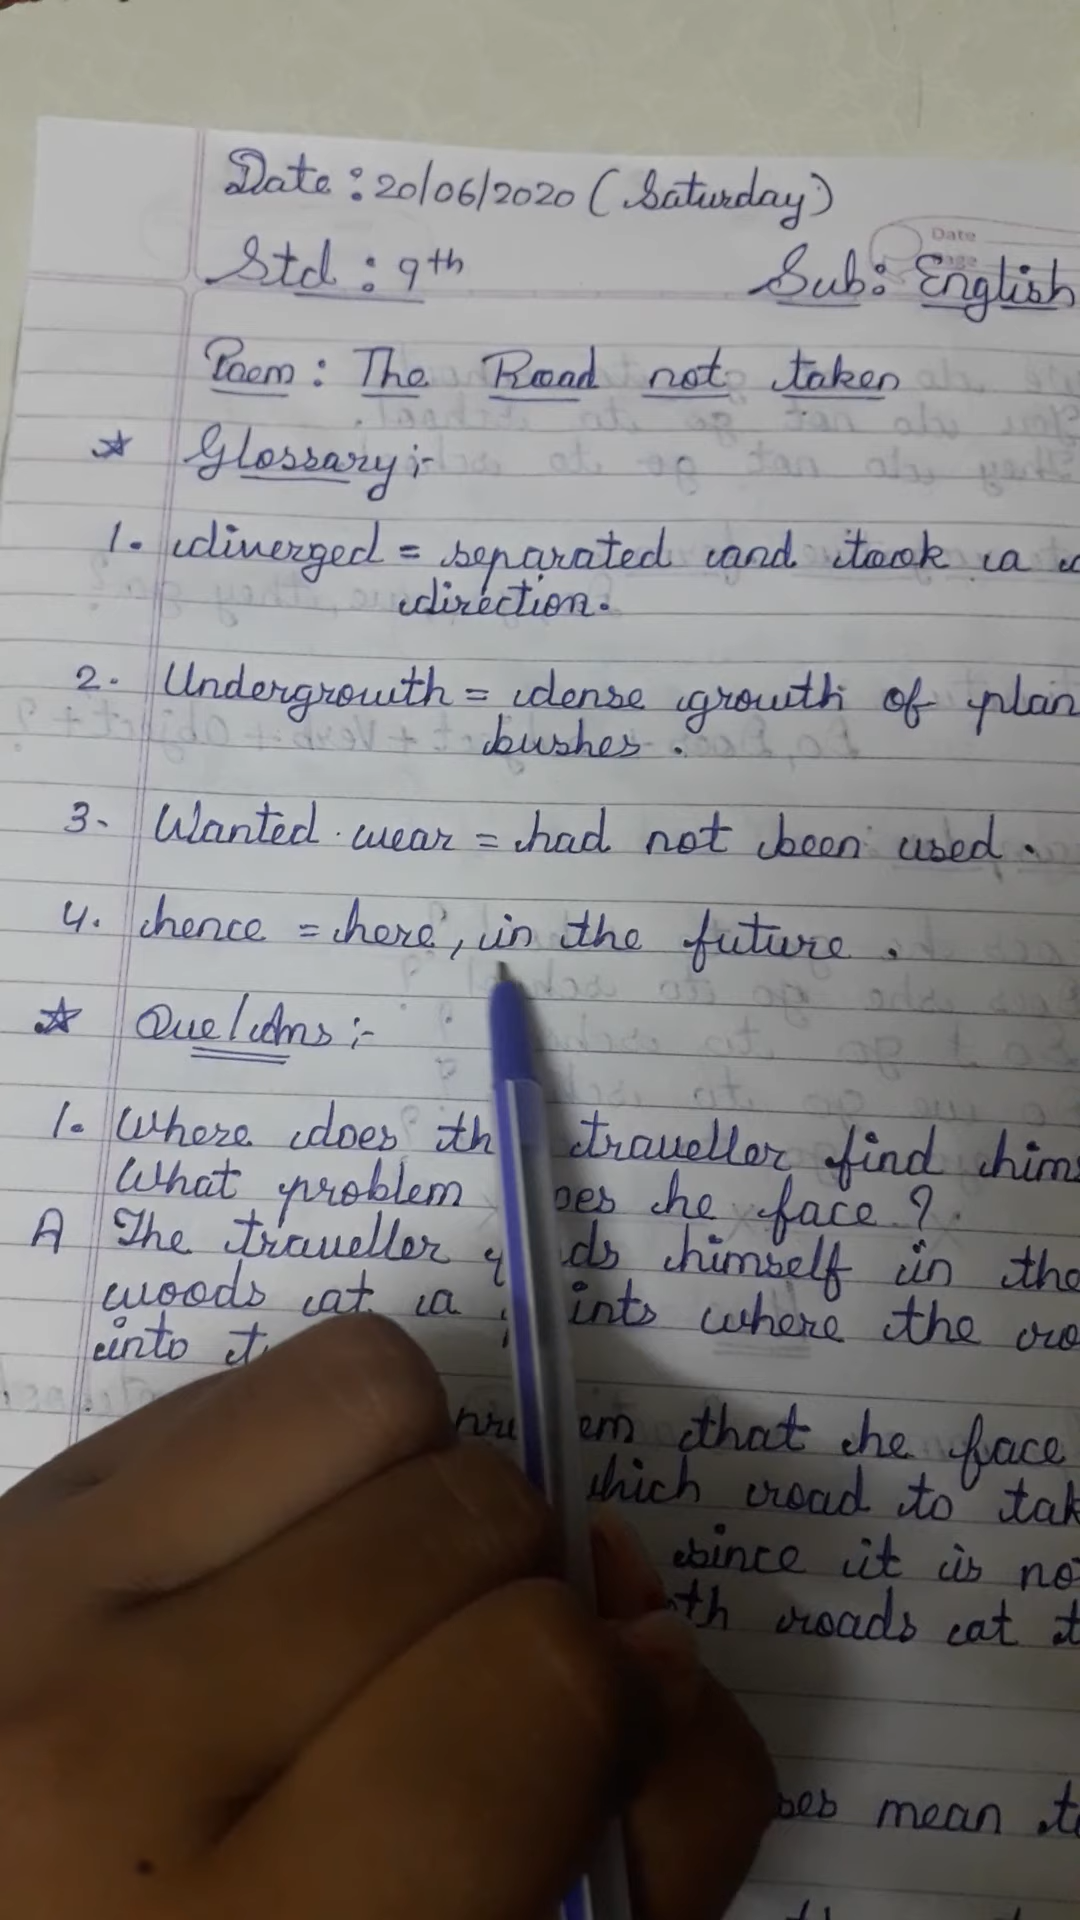 Date : 20/06/2020 (Saturday)
Date
Std : 9th Sub : English
Poem : The Road not taken
☆ Glossary ;-
1. diverged = separated and took a
direction.
2. Undergrowth = dense growth of plan
bushes.
3. Wanted wear = had not been used.
4. hence = here, in the future.
☆ Que/Ans ;-
1. Where does th traveller find hims
What problem oes he face ?
A The traveller ds himself in the
woods at a ints where the ro
into t
em that he face
hich road to tak
since it is no
th roads at t
oes mean t